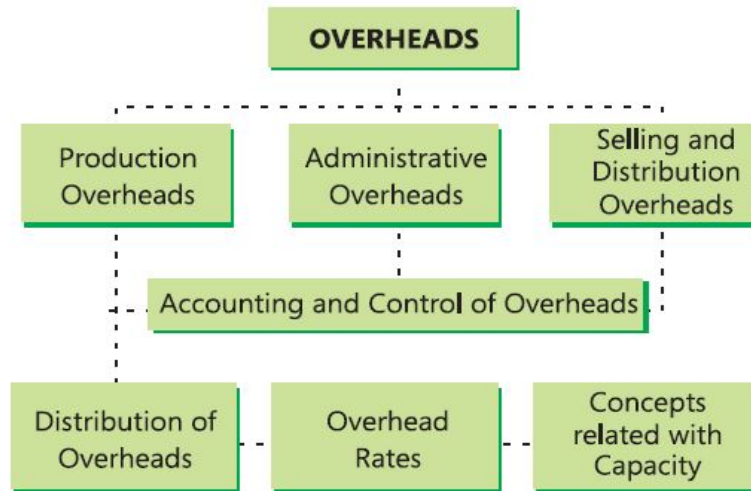 OVERHEADS
Production
Overheads
Administrative
Overheads
Selling and
Distribution
Overheads
Accounting and Control of Overheads
Distribution of
Overheads
Overhead
Rates
Concepts
related with
Capacity